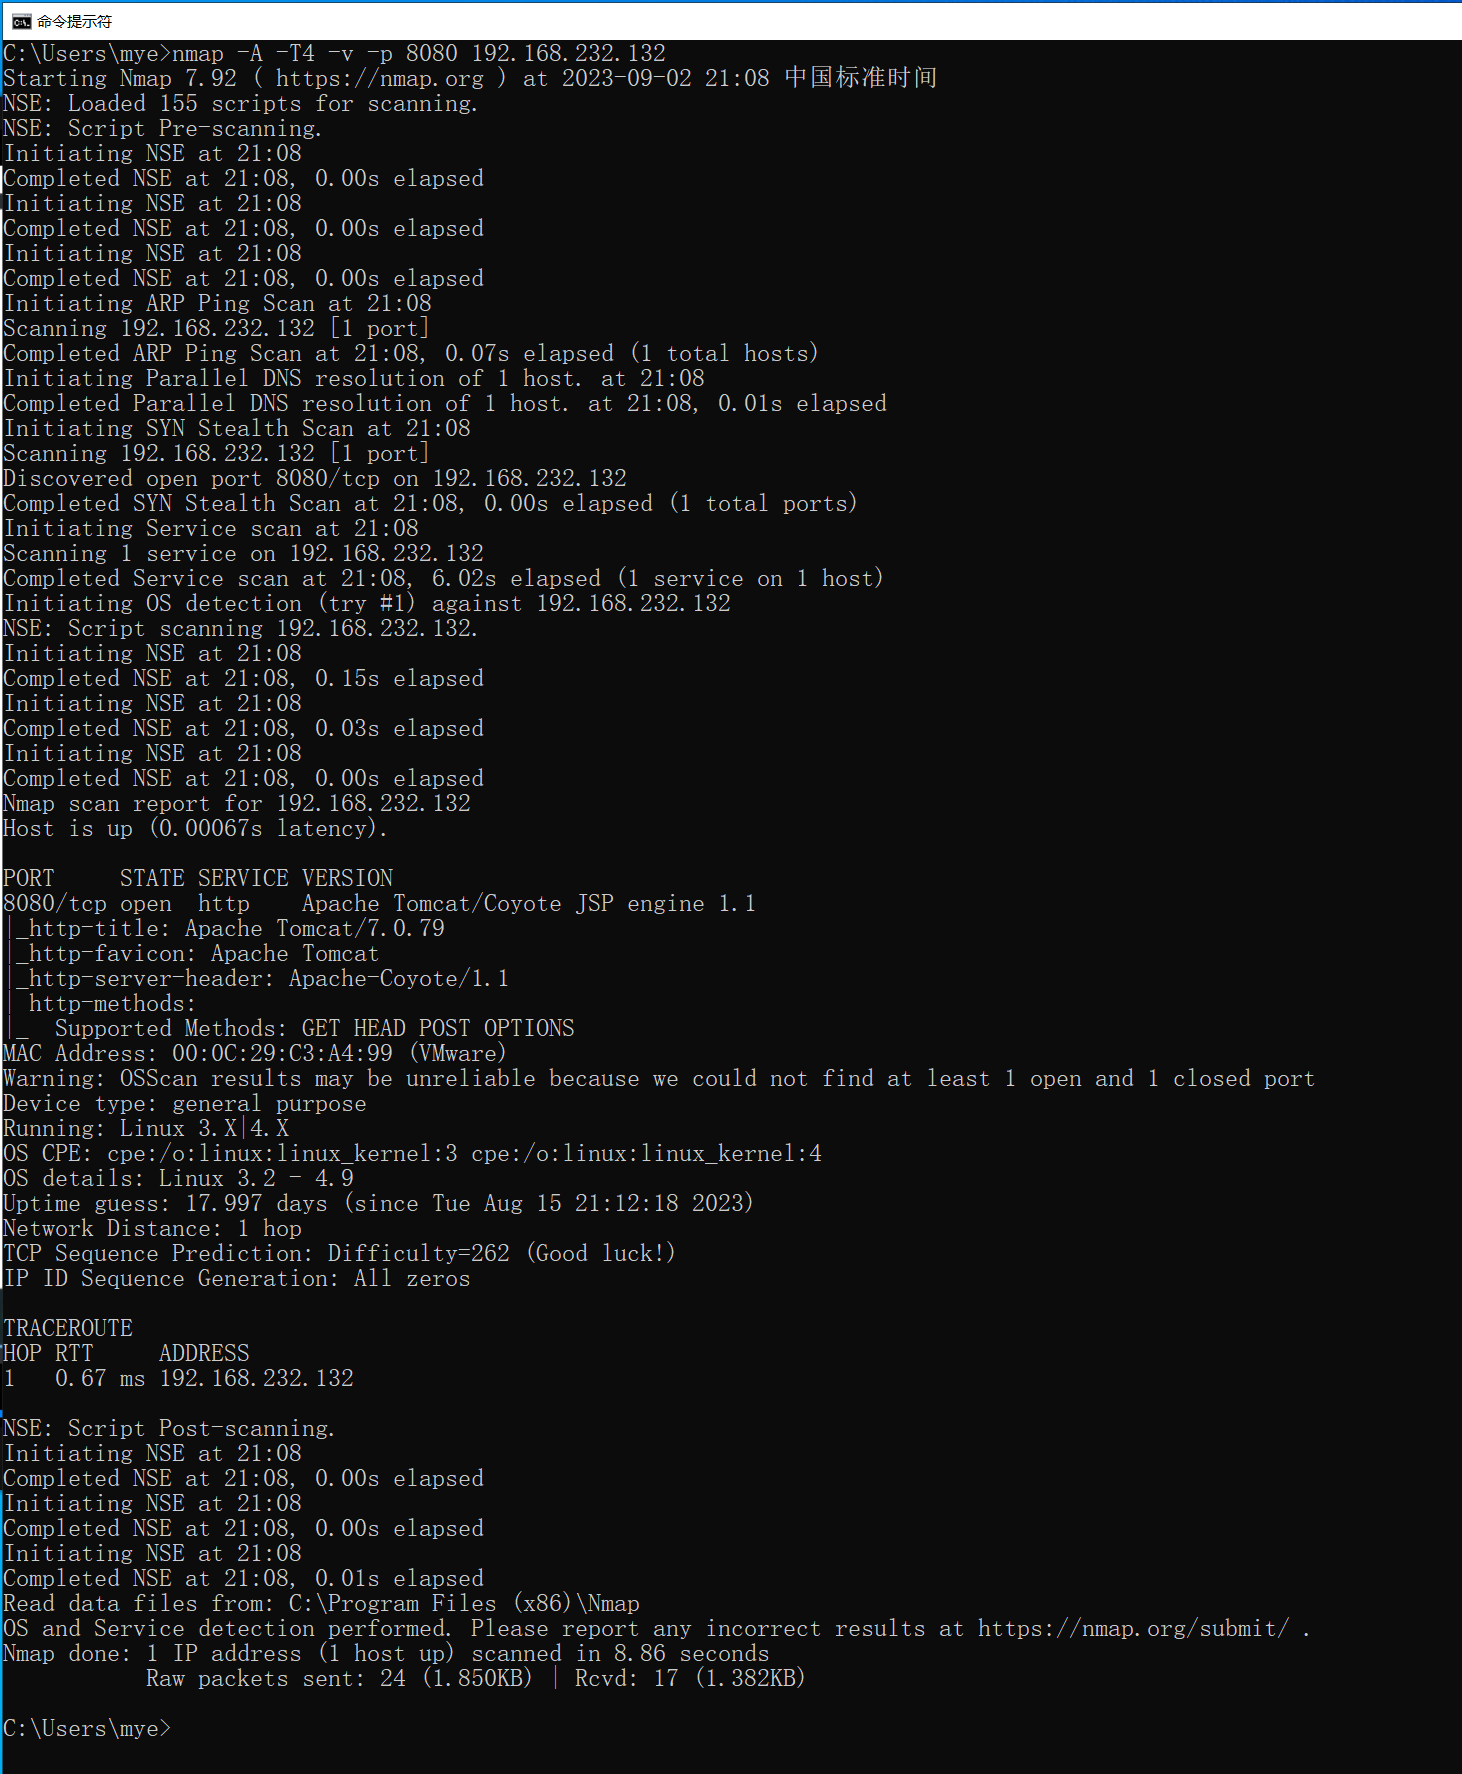 命令提示符
C:\Users\mye>nmap -A -T4 -v -p 8080 192.168.232.132
Starting Nmap 7.92 ( https://nmap.org ) at 2023-09-02 21:08 中国标准时间
NSE: Loaded 155 scripts for scanning.
NSE: Script Pre-scanning.
Initiating NSE at 21:08
Completed NSE at 21:08, 0.00s elapsed
Initiating NSE at 21:08
Completed NSE at 21:08, 0.00s elapsed
Initiating NSE at 21:08
Completed NSE at 21:08, 0.00s elapsed
Initiating ARP Ping Scan at 21:08
Scanning 192.168.232.132 [1 port]
Completed ARP Ping Scan at 21:08, 0.07s elapsed (1 total hosts)
Initiating Parallel DNS resolution of 1 host. at 21:08
Completed Parallel DNS resolution of 1 host. at 21:08, 0.01s elapsed
Initiating SYN Stealth Scan at 21:08
Scanning 192.168.232.132 [1 port]
Discovered open port 8080/tcp on 192.168.232.132
Completed SYN Stealth Scan at 21:08, 0.00s elapsed (1 total ports)
Initiating Service scan at 21:08
Scanning 1 service on 192.168.232.132
Completed Service scan at 21:08, 6.02s elapsed (1 service on 1 host)
Initiating OS detection (try #1) against 192.168.232.132
NSE: Script scanning 192.168.232.132.
Initiating NSE at 21:08
Completed NSE at 21:08, 0.15s elapsed
Initiating NSE at 21:08
Completed NSE at 21:08, 0.03s elapsed
Initiating NSE at 21:08
Completed NSE at 21:08, 0.00s elapsed
Nmap scan report for 192.168.232.132
Host is up (0.00067s latency).
PORT     STATE SERVICE VERSION
8080/tcp open  http    Apache Tomcat/Coyote JSP engine 1.1
|_http-title: Apache Tomcat/7.0.79
|_http-favicon: Apache Tomcat
|_http-server-header: Apache-Coyote/1.1
| http-methods:
|_  Supported Methods: GET HEAD POST OPTIONS
MAC Address: 00:0C:29:C3:A4:99 (VMware)
Warning: OSScan results may be unreliable because we could not find at least 1 open and 1 closed port
Device type: general purpose
Running: Linux 3.X|4.X
OS CPE: cpe:/o:linux:linux_kernel:3 cpe:/o:linux:linux_kernel:4
OS details: Linux 3.2 - 4.9
Uptime guess: 17.997 days (since Tue Aug 15 21:12:18 2023)
Network Distance: 1 hop
TCP Sequence Prediction: Difficulty=262 (Good luck!)
IP ID Sequence Generation: All zeros
TRACEROUTE
HOP RTT     ADDRESS
1   0.67 ms 192.168.232.132
NSE: Script Post-scanning.
Initiating NSE at 21:08
Completed NSE at 21:08, 0.00s elapsed
Initiating NSE at 21:08
Completed NSE at 21:08, 0.00s elapsed
Initiating NSE at 21:08
Completed NSE at 21:08, 0.01s elapsed
Read data files from: C:\Program Files (x86)\Nmap
OS and Service detection performed. Please report any incorrect results at https://nmap.org/submit/ .
Nmap done: 1 IP address (1 host up) scanned in 8.86 seconds
           Raw packets sent: 24 (1.850KB) | Rcvd: 17 (1.382KB)
C:\Users\mye>